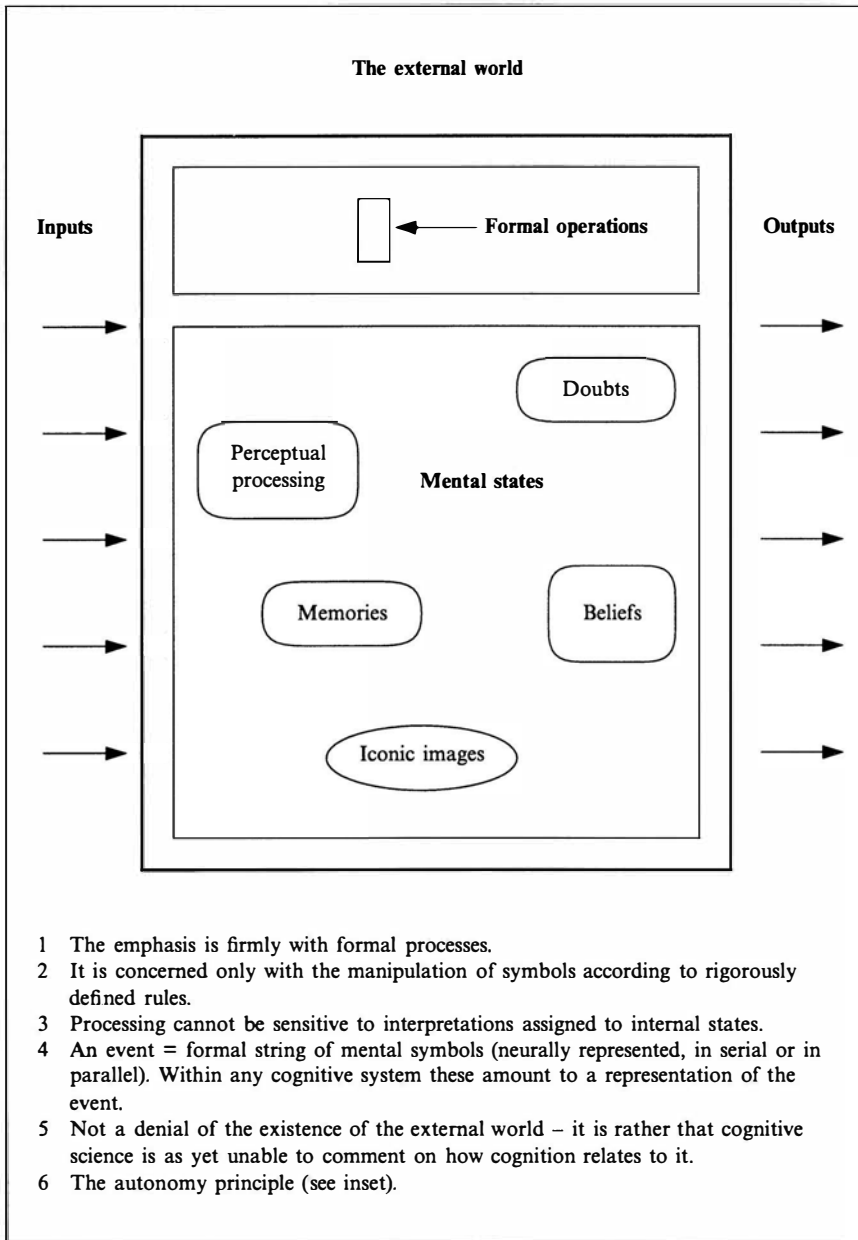 The external world
Inputs
Formal operations
Outputs
Doubts
Perceptual
processing
Mental states
Memories
Beliefs
Iconic images
1 The emphasis is firmly with formal processes.
2 It is concerned only with the manipulation of symbols according to rigorously
defined rules.
3 Processing cannot be sensitive to interpretations assigned to internal states.
4 An event = formal string of mental symbols (neurally represented, in serial or in
parallel). Within any cognitive system these amount to a representation of the
event.
5 Not a denial of the existence of the external world – it is rather that cognitive
science is as yet unable to comment on how cognition relates to it.
6 The autonomy principle (see inset).